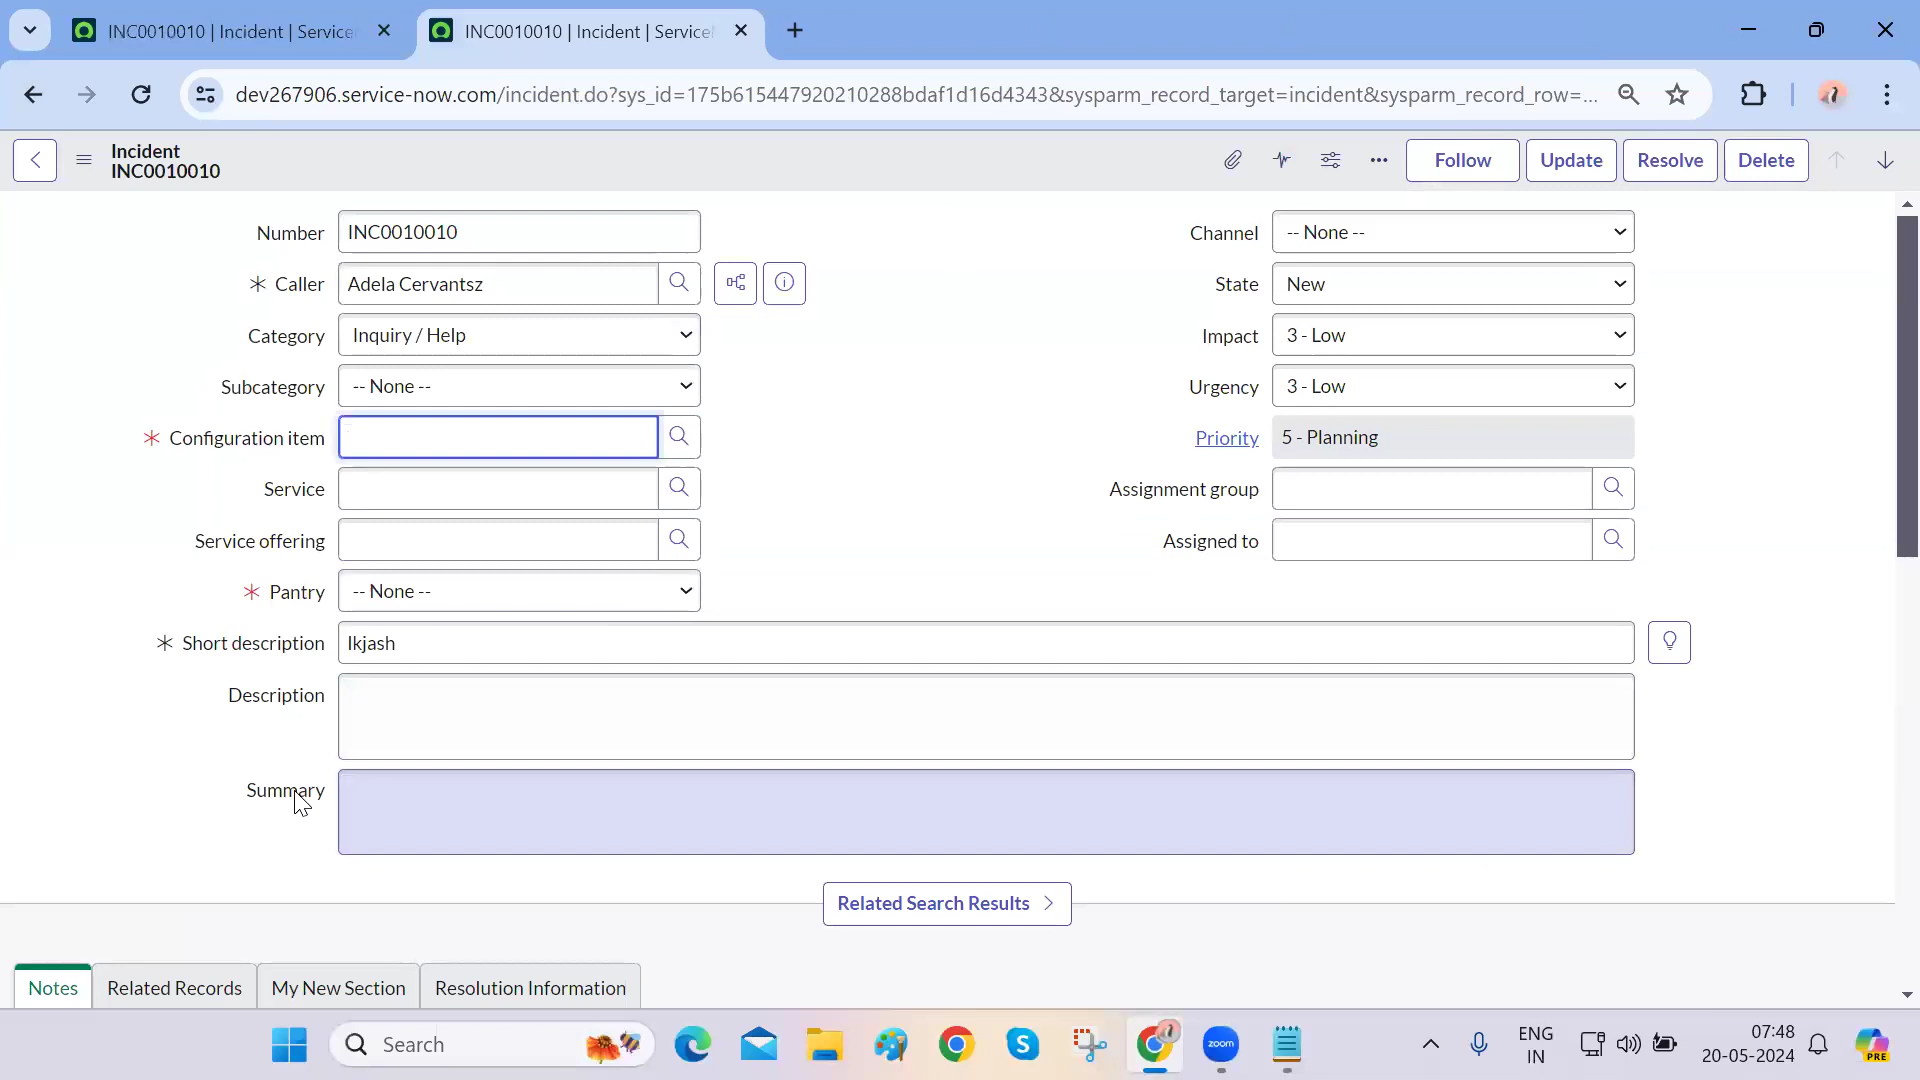 INC0010010 | Incident | Service
INC0010010 | Incident | Service
dev267906.service-now.com/incident.do?sys_id=175b615447920210288bdaf1d16d4343&sysparm_record_target=incident&sysparm_record_row=...
Incident
INC0010010
Follow
Update
Resolve
Delete
Number INC0010010
Channel -- None --
Caller Adela Cervantsz
State New
Category Inquiry / Help
Impact 3 - Low
Subcategory -- None --
Urgency 3 - Low
Configuration item
Priority 5 - Planning
Service
Assignment group
Service offering
Assigned to
Pantry -- None --
Short description lkjash
Description
Summary
Related Search Results
Notes
Related Records
My New Section
Resolution Information
Search
zoom
ENG
IN
07:48
20-05-2024
PRE